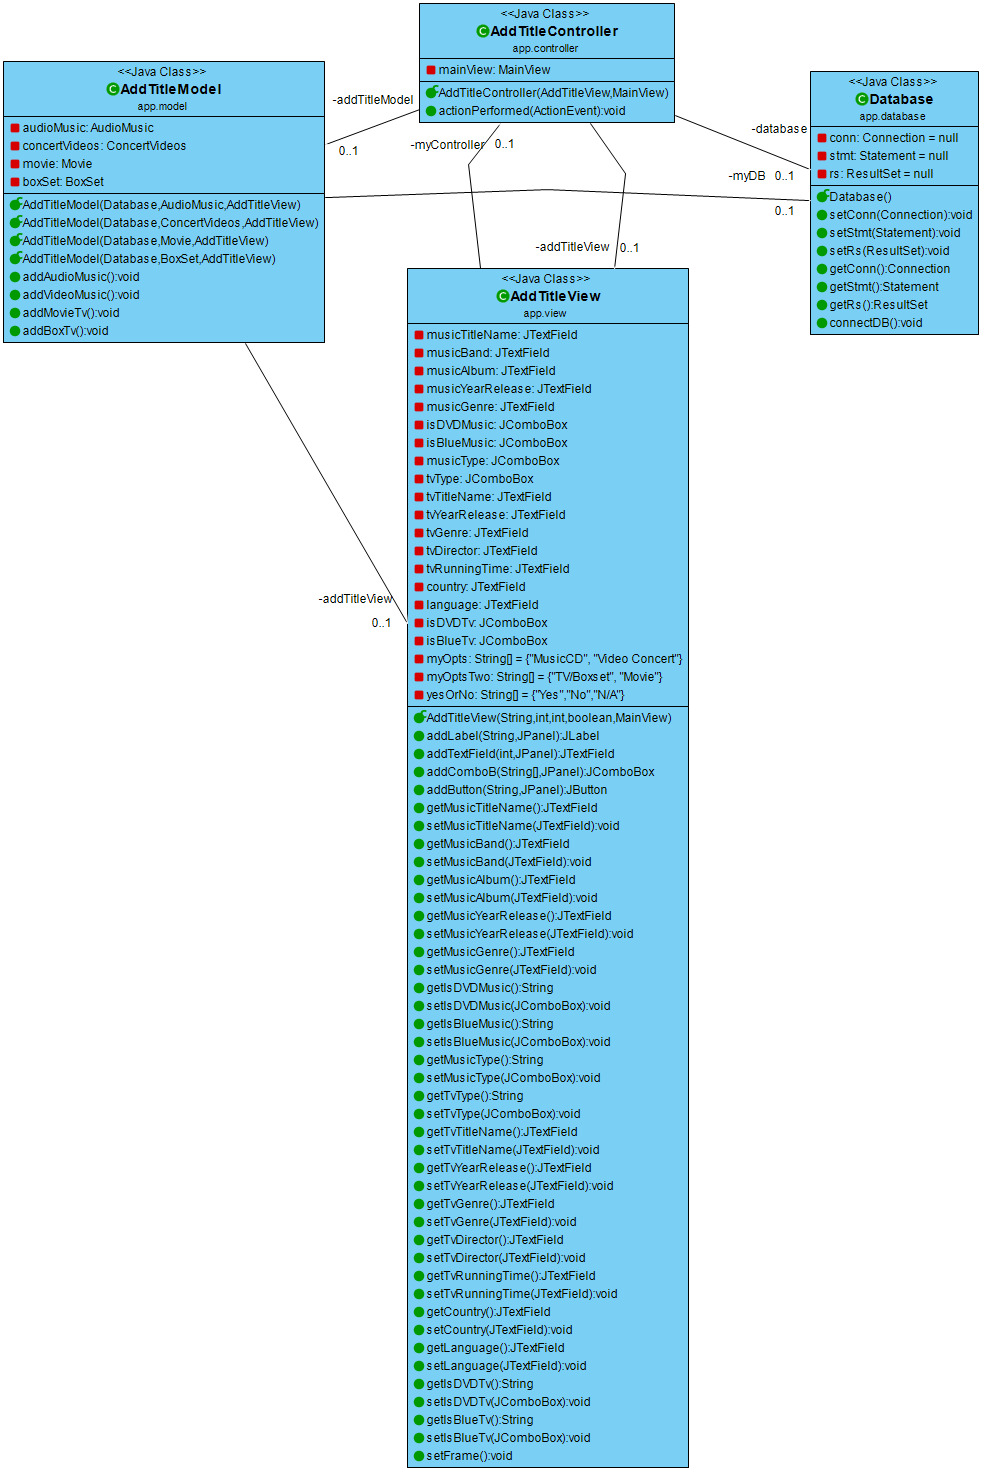 <<Java Class>>
AddTitleController
app.controller
mainView: MainView
AddTitleController(AddTitleView,MainView)
actionPerformed(ActionEvent):void
<<Java Class>>
AddTitleModel
app.model
audioMusic: AudioMusic
concertVideos: ConcertVideos
movie: Movie
boxSet: BoxSet
AddTitleModel(Database,AudioMusic,AddTitleView)
AddTitleModel(Database,ConcertVideos,AddTitleView)
AddTitleModel(Database,Movie,AddTitleView)
AddTitleModel(Database,BoxSet,AddTitleView)
addAudioMusic():void
addVideoMusic():void
addMovieTv():void
addBoxTv():void
<<Java Class>>
Database
app.database
conn: Connection = null
stmt: Statement = null
rs: ResultSet = null
Database()
setConn(Connection):void
setStmt(Statement):void
setRs(ResultSet):void
getConn():Connection
getStmt():Statement
getRs():ResultSet
connectDB():void
-addTitleModel
0..1
-myController
0..1
-database
-myDB
0..1
0..1
-addTitleView
0..1
-addTitleView
0..1
<<Java Class>>
AddTitleView
app.view
musicTitleName: JTextField
musicBand: JTextField
musicAlbum: JTextField
musicYearRelease: JTextField
musicGenre: JTextField
isDVDMusic: JComboBox
isBlueMusic: JComboBox
musicType: JComboBox
tvType: JComboBox
tvTitleName: JTextField
tvYearRelease: JTextField
tvGenre: JTextField
tvDirector: JTextField
tvRunningTime: JTextField
country: JTextField
language: JTextField
isDVDTv: JComboBox
isBlueTv: JComboBox
myOpts: String[] = {"MusicCD", "Video Concert"}
myOptsTwo: String[] = {"TV/Boxset", "Movie"}
yesOrNo: String[] = {"Yes","No","N/A"}
AddTitleView(String,int,int,boolean,MainView)
addLabel(String,JPanel):JLabel
addTextField(int,JPanel):JTextField
addComboB(String[],JPanel):JComboBox
addButton(String,JPanel):JButton
getMusicTitleName():JTextField
setMusicTitleName(JTextField):void
getMusicBand():JTextField
setMusicBand(JTextField):void
getMusicAlbum():JTextField
setMusicAlbum(JTextField):void
getMusicYearRelease():JTextField
setMusicYearRelease(JTextField):void
getMusicGenre():JTextField
setMusicGenre(JTextField):void
getIsDVDMusic():String
setIsDVDMusic(JComboBox):void
getIsBlueMusic():String
setIsBlueMusic(JComboBox):void
getMusicType():String
setMusicType(JComboBox):void
getTvType():String
setTvType(JComboBox):void
getTvTitleName():JTextField
setTvTitleName(JTextField):void
getTvYearRelease():JTextField
setTvYearRelease(JTextField):void
getTvGenre():JTextField
setTvGenre(JTextField):void
getTvDirector():JTextField
setTvDirector(JTextField):void
getTvRunningTime():JTextField
setTvRunningTime(JTextField):void
getCountry():JTextField
setCountry(JTextField):void
getLanguage():JTextField
setLanguage(JTextField):void
getIsDVDTv():String
setIsDVDTv(JComboBox):void
getIsBlueTv():String
setIsBlueTv(JComboBox):void
setFrame():void